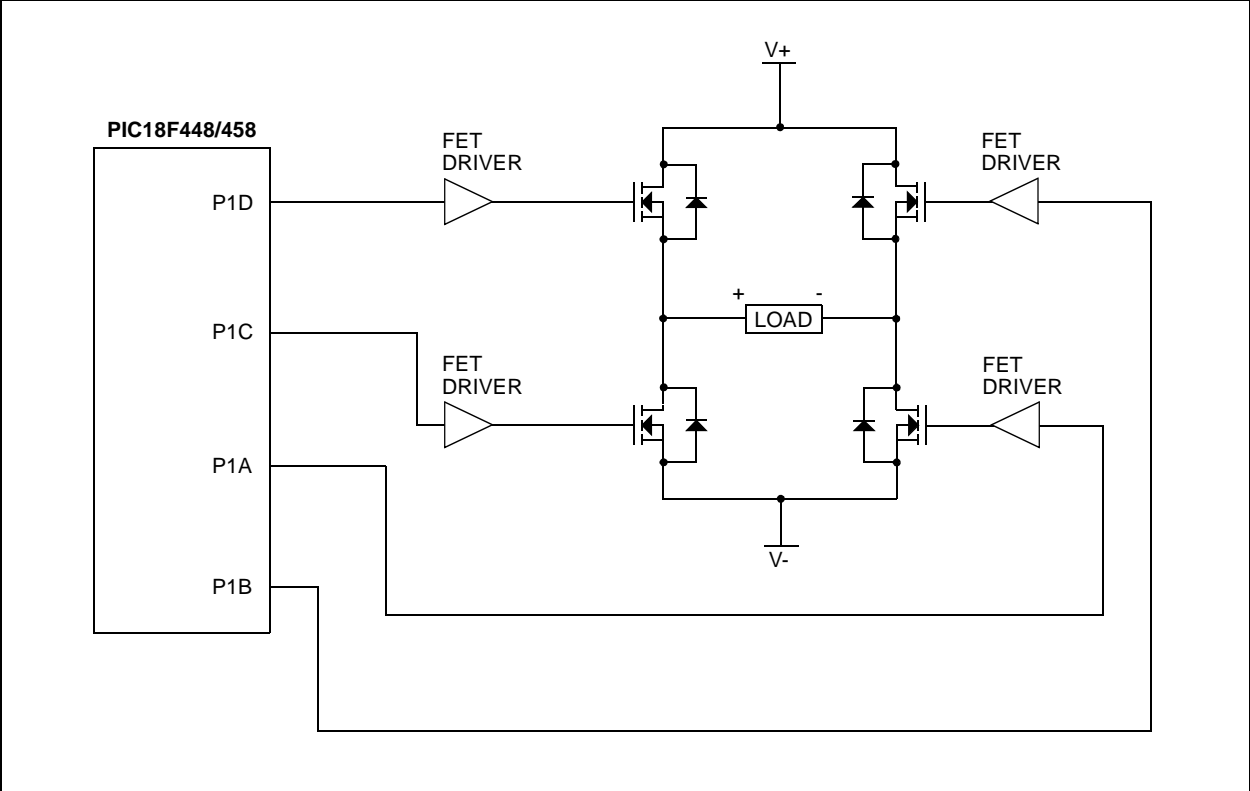 V+
PIC18F448/458
FET
DRIVER
FET
DRIVER
P1D
+
-
LOAD
P1C
FET
DRIVER
FET
DRIVER
P1A
V-
P1B